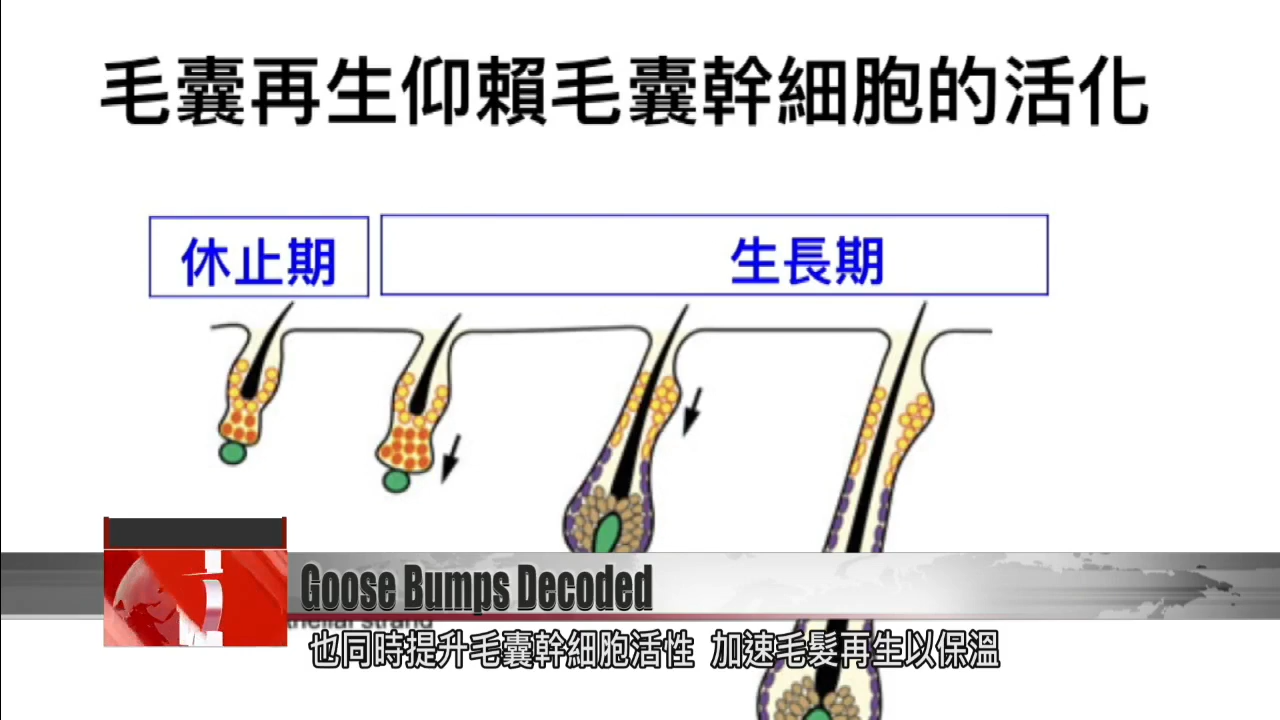 毛囊再生仰賴毛囊幹細胞的活化
休止期
生長期
Goose Bumps Decoded
strand
也同時提升毛囊幹細胞活性 加速毛髮再生以保溫